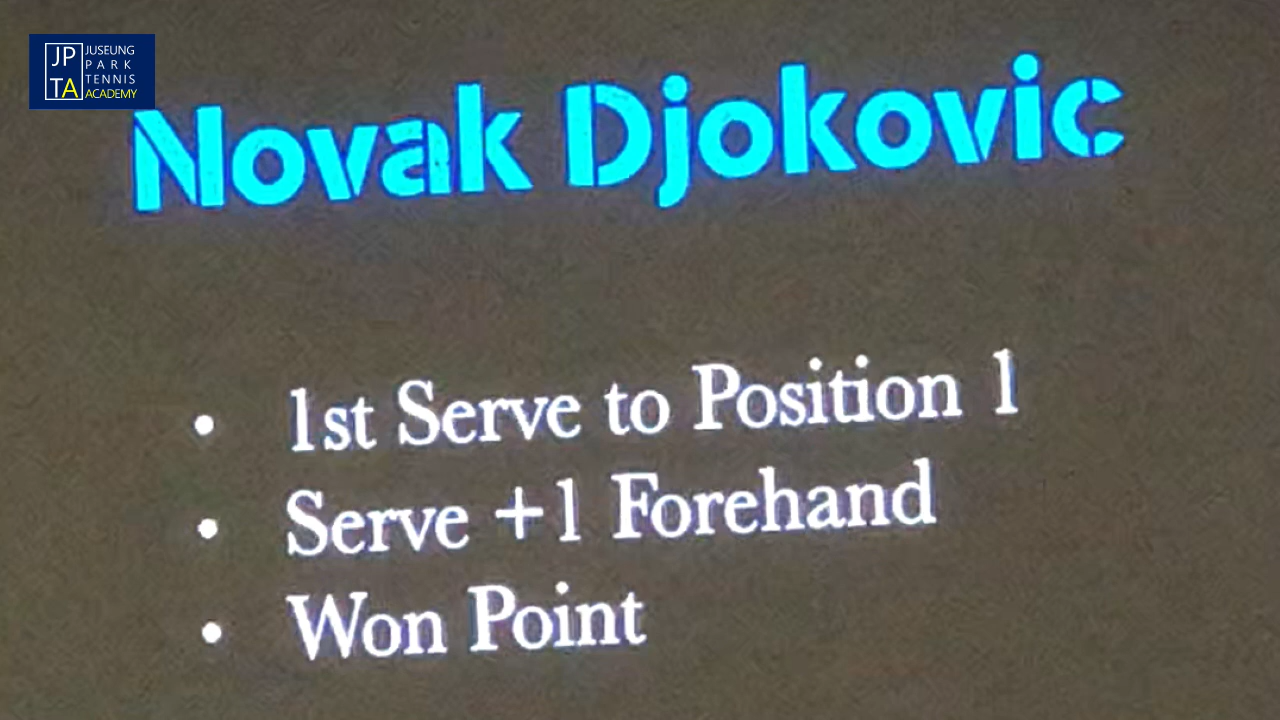 JP JUSEUNG
PARK
TENNIS
TA ACADEMY
Novak Djokovic
• 1st Serve to Position 1
• Serve +1 Forehand
• Won Point